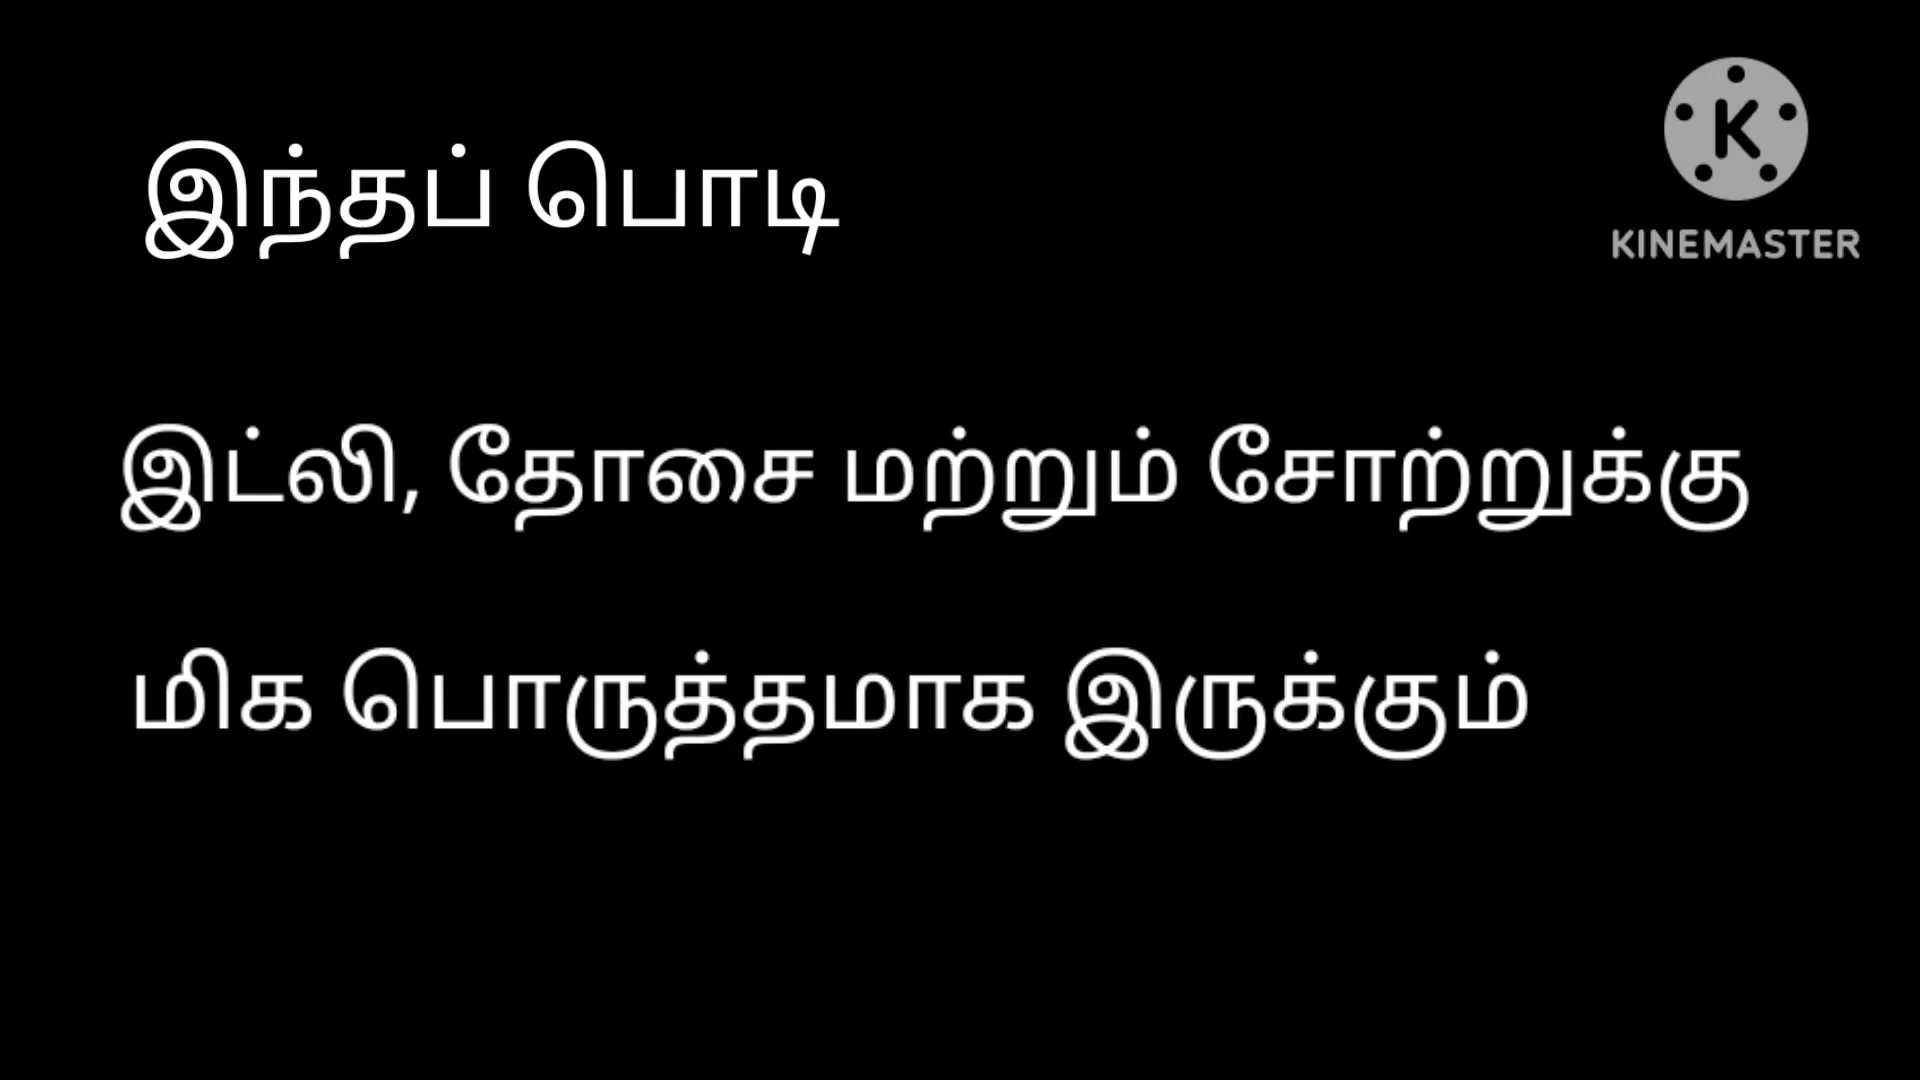 இந்தப் பொடி
KINEMASTER
இட்லி, தோசை மற்றும் சோற்றுக்கு
மிக பொருத்தமாக இருக்கும்